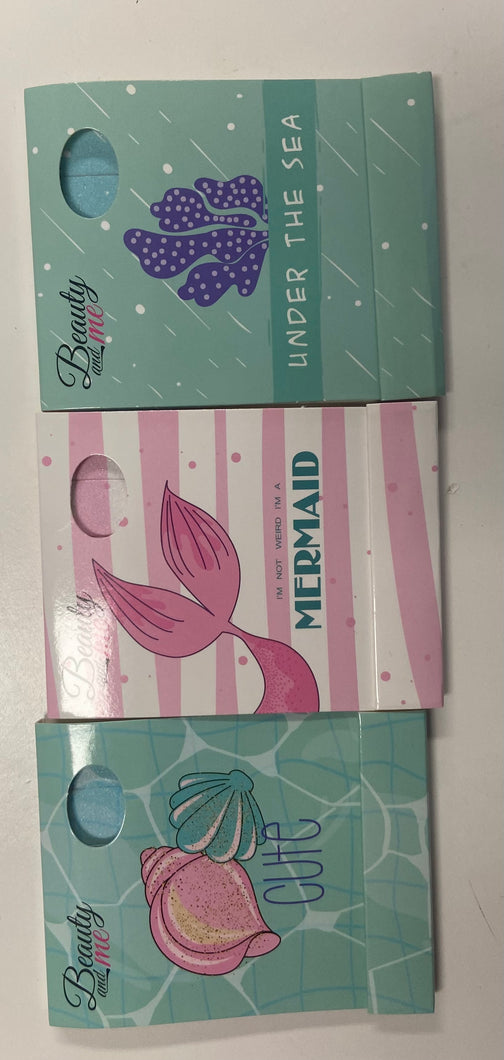 Beauty
and me
UNDER THE SEA
Beauty
I'M NOT WEIRD I'M A
MERMAID
Beauty
and me
CUTE